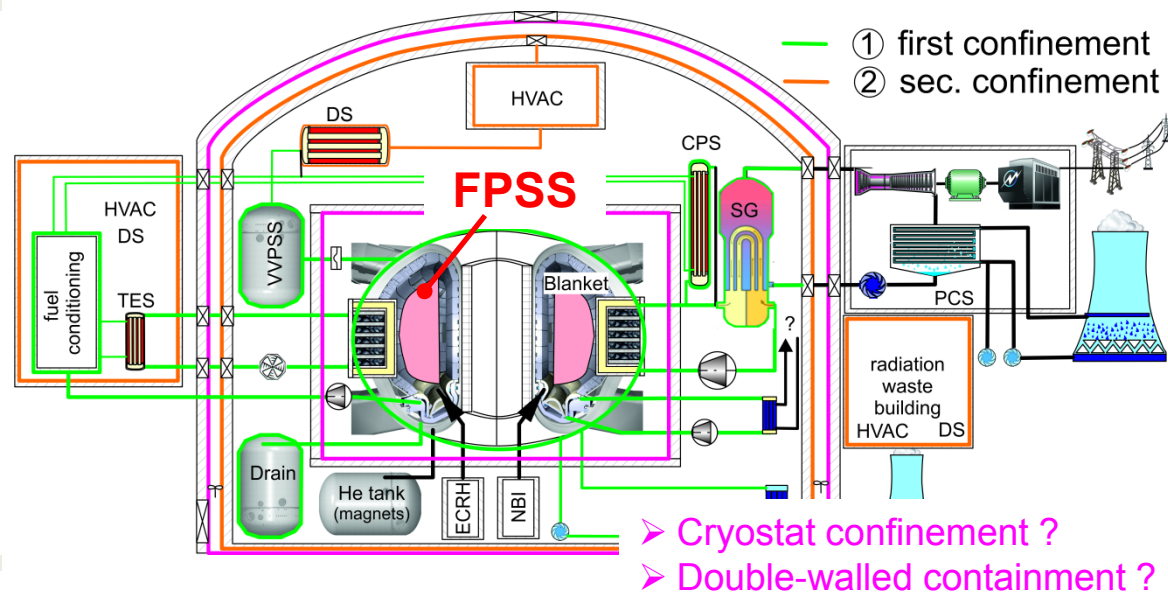 ① first confinement
② sec. confinement
HVAC
DS
CPS
FPSS
SG
HVAC
DS
VVPSS
fuel
conditioning
TES
Blanket
?
PCS
radiation
waste
building
HVAC DS
Drain
He tank
(magnets)
ECRH
NBI
➢ Cryostat confinement ?
➢ Double-walled containment ?